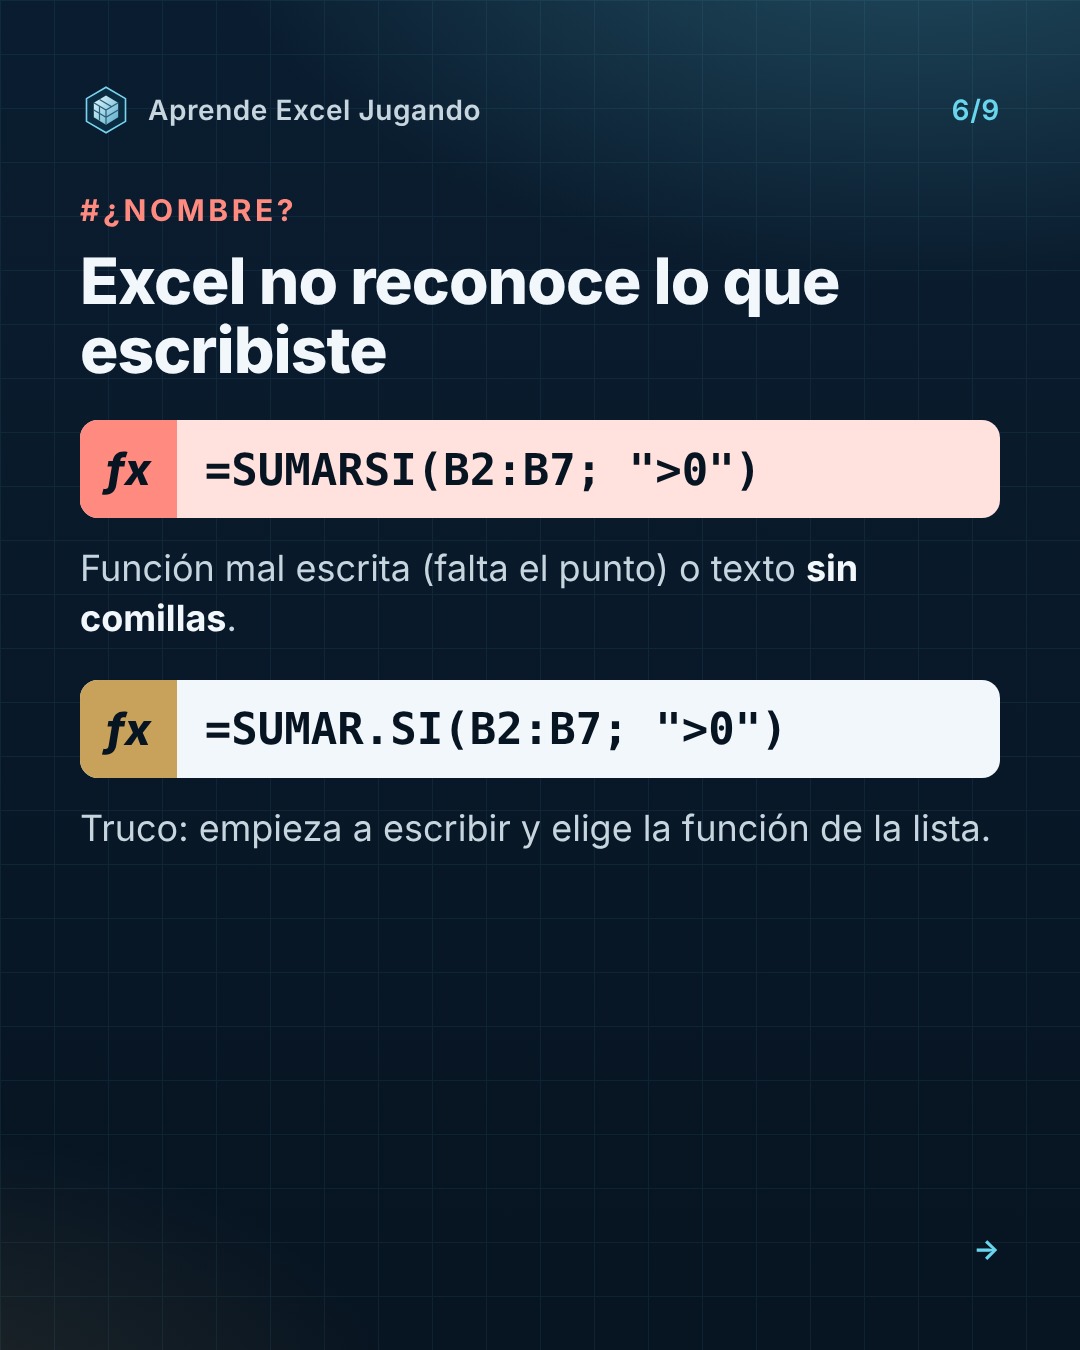 Aprende Excel Jugando
6/9
#¿NOMBRE?
Excel no reconoce lo que
escribiste
fx =SUMARSI(B2:B7; ">0")
Función mal escrita (falta el punto) o texto sin
comillas.
fx =SUMAR.SI(B2:B7; ">0")
Truco: empieza a escribir y elige la función de la lista.
→